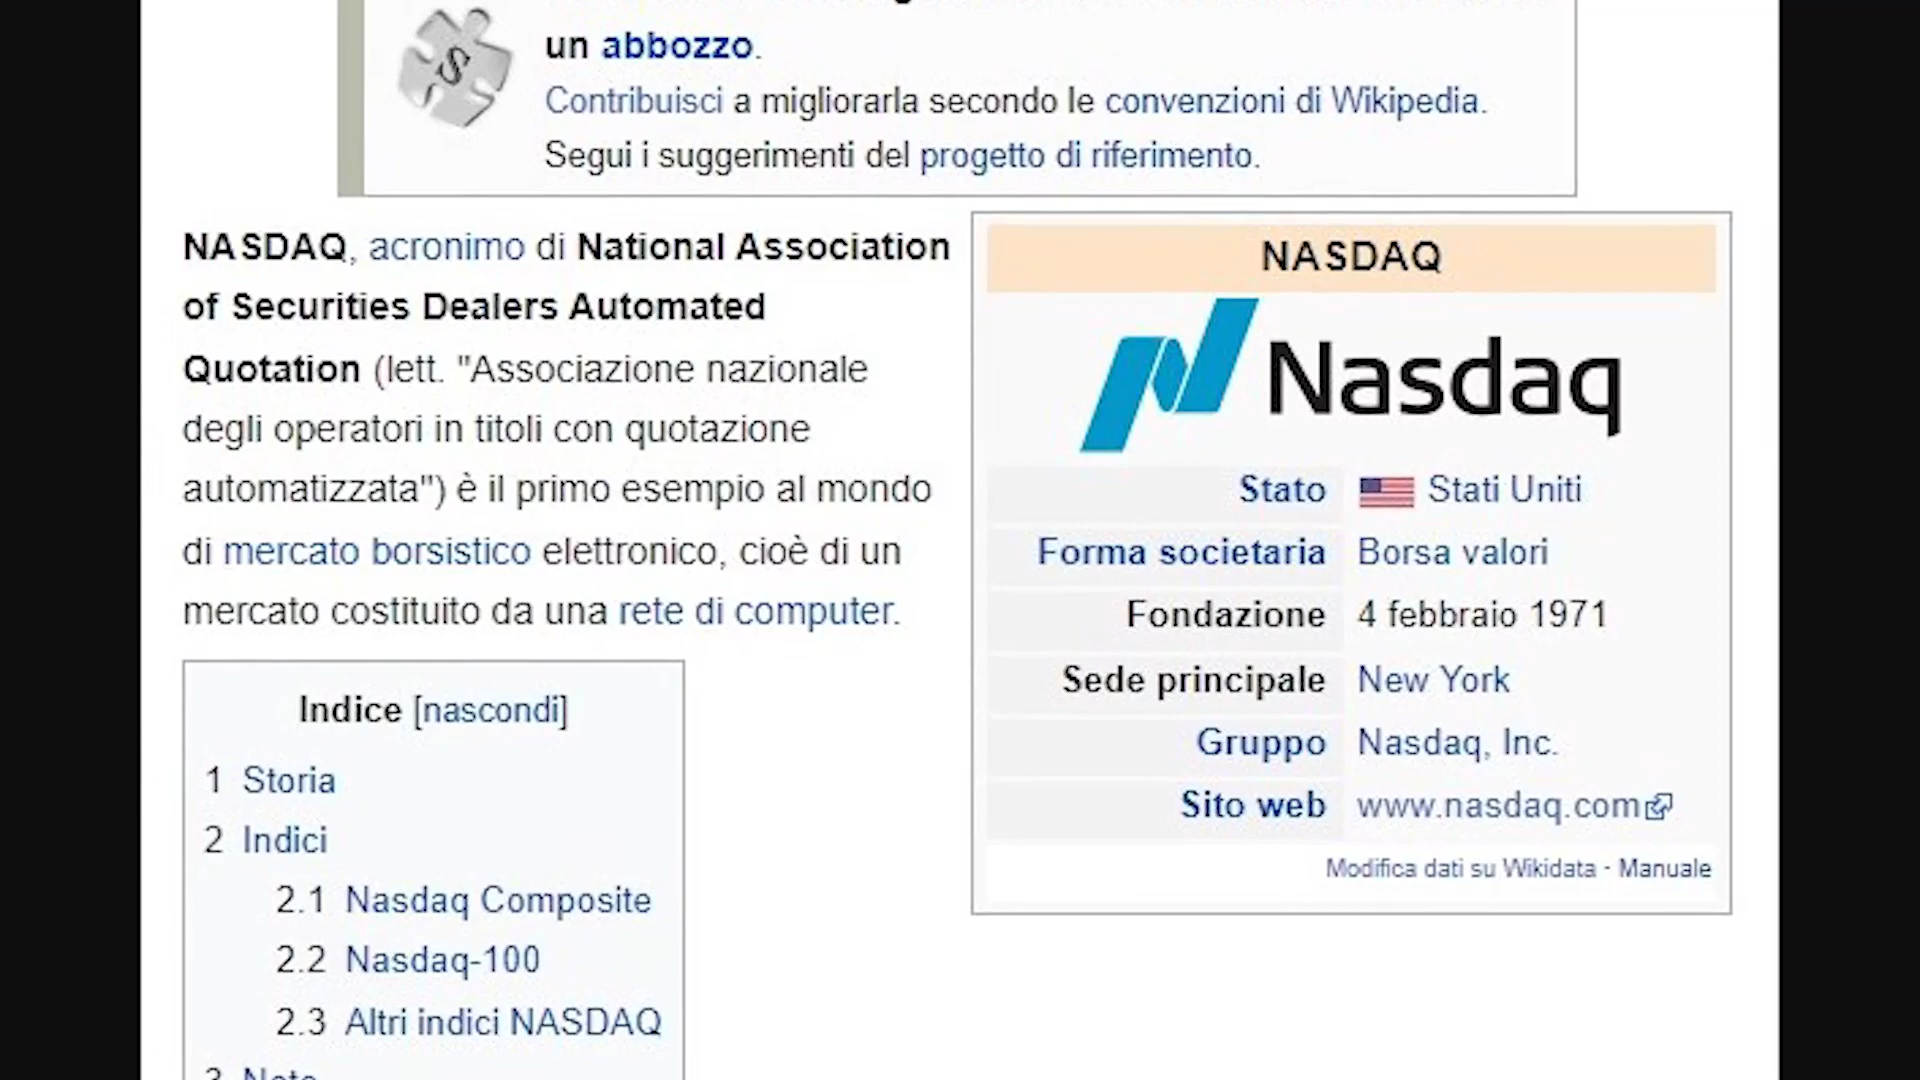 un abbozzo.
Contribuisci a migliorarla secondo le convenzioni di Wikipedia.
Segui i suggerimenti del progetto di riferimento.
NASDAQ, acronimo di National Association
of Securities Dealers Automated
Quotation (lett. "Associazione nazionale
degli operatori in titoli con quotazione
automatizzata") è il primo esempio al mondo
di mercato borsistico elettronico, cioè di un
mercato costituito da una rete di computer.
NASDAQ
Nasdaq
Stato Stati Uniti
Forma societaria Borsa valori
Fondazione 4 febbraio 1971
Sede principale New York
Gruppo Nasdaq, Inc.
Sito web www.nasdaq.com
Modifica dati su Wikidata · Manuale
Indice [nascondi]
1 Storia
2 Indici
2.1 Nasdaq Composite
2.2 Nasdaq-100
2.3 Altri indici NASDAQ
3 Note